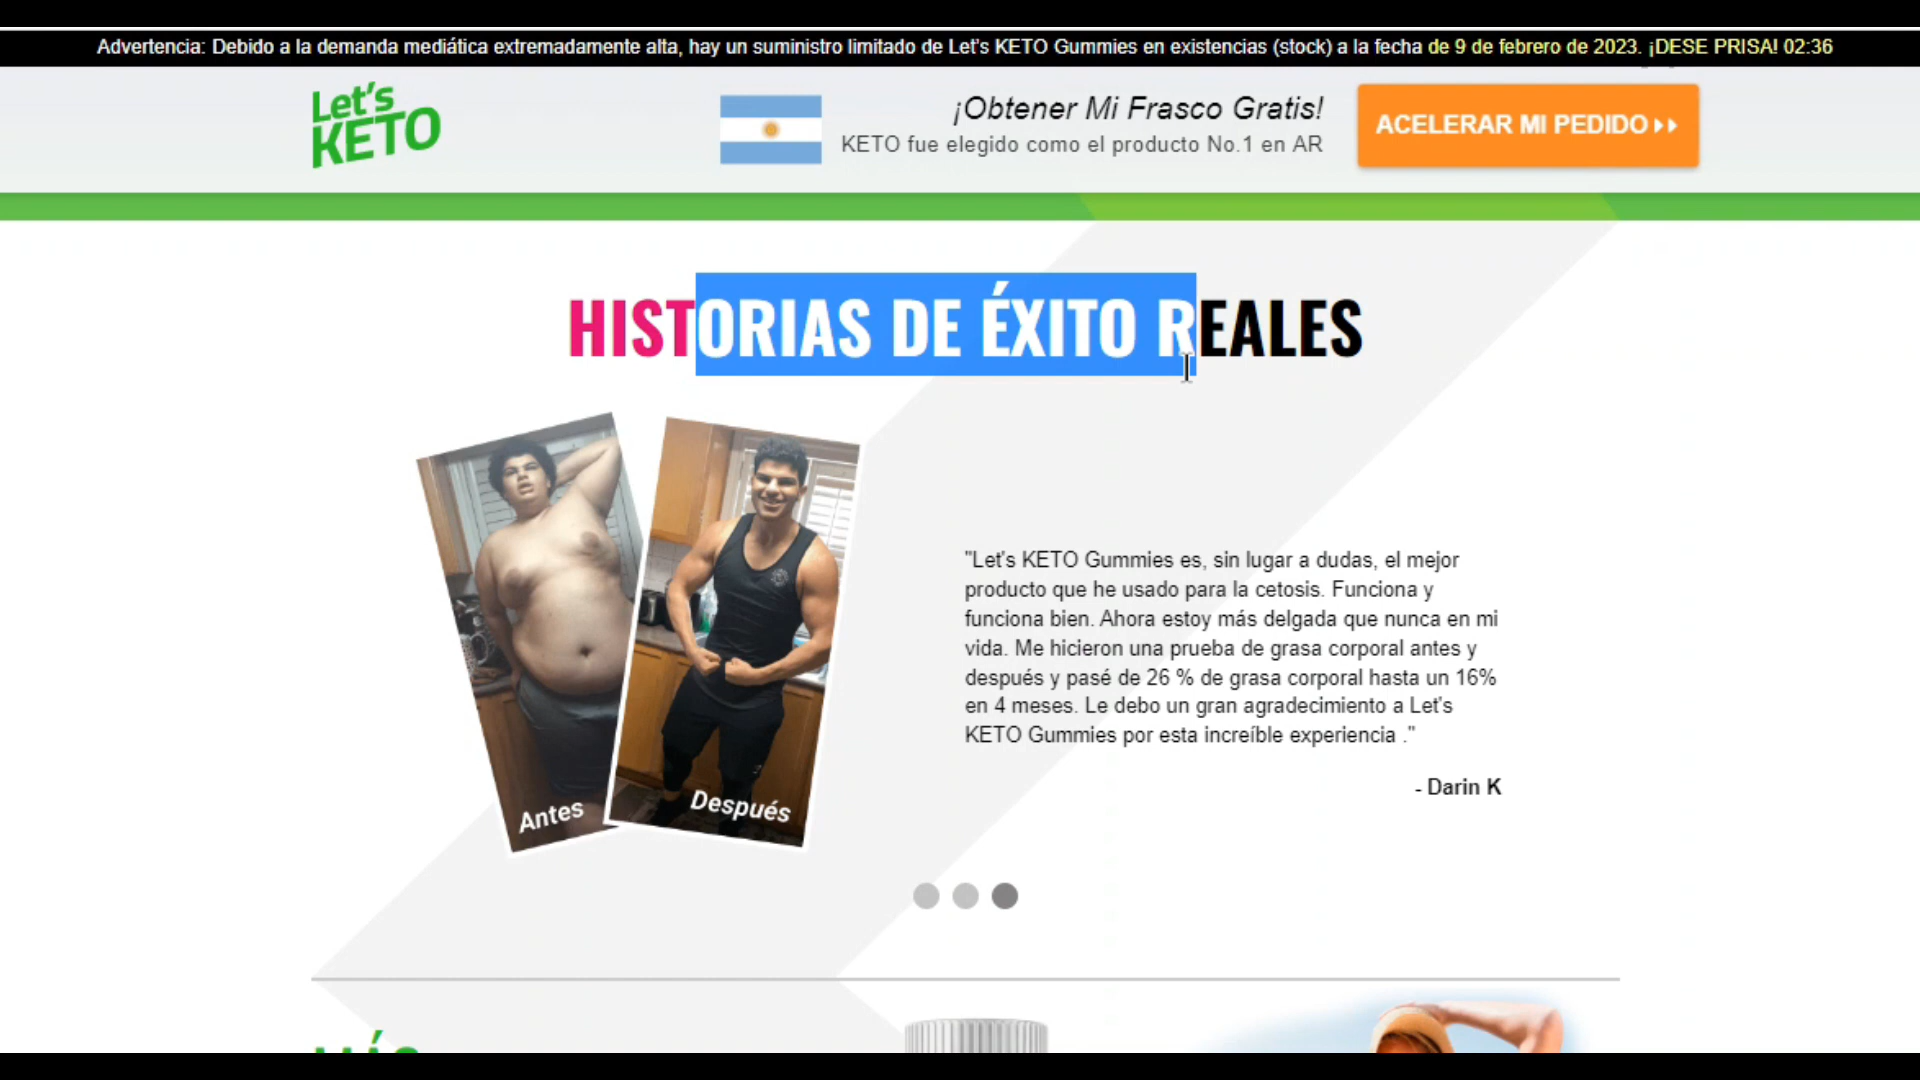 Advertencia: Debido a la demanda mediática extremadamente alta, hay un suministro limitado de Let's KETO Gummies en existencias (stock) a la fecha de 9 de febrero de 2023. ¡DESE PRISA! 02:36
Let's
KETO
¡Obtener Mi Frasco Gratis!
KETO fue elegido como el producto No.1 en AR
ACELERAR MI PEDIDO
HISTORIAS DE ÉXITO REALES
Antes
Después
"Let's KETO Gummies es, sin lugar a dudas, el mejor
producto que he usado para la cetosis. Funciona y
funciona bien. Ahora estoy más delgada que nunca en mi
vida. Me hicieron una prueba de grasa corporal antes y
después y pasé de 26 % de grasa corporal hasta un 16%
en 4 meses. Le debo un gran agradecimiento a Let's
KETO Gummies por esta increíble experiencia ."
- Darin K